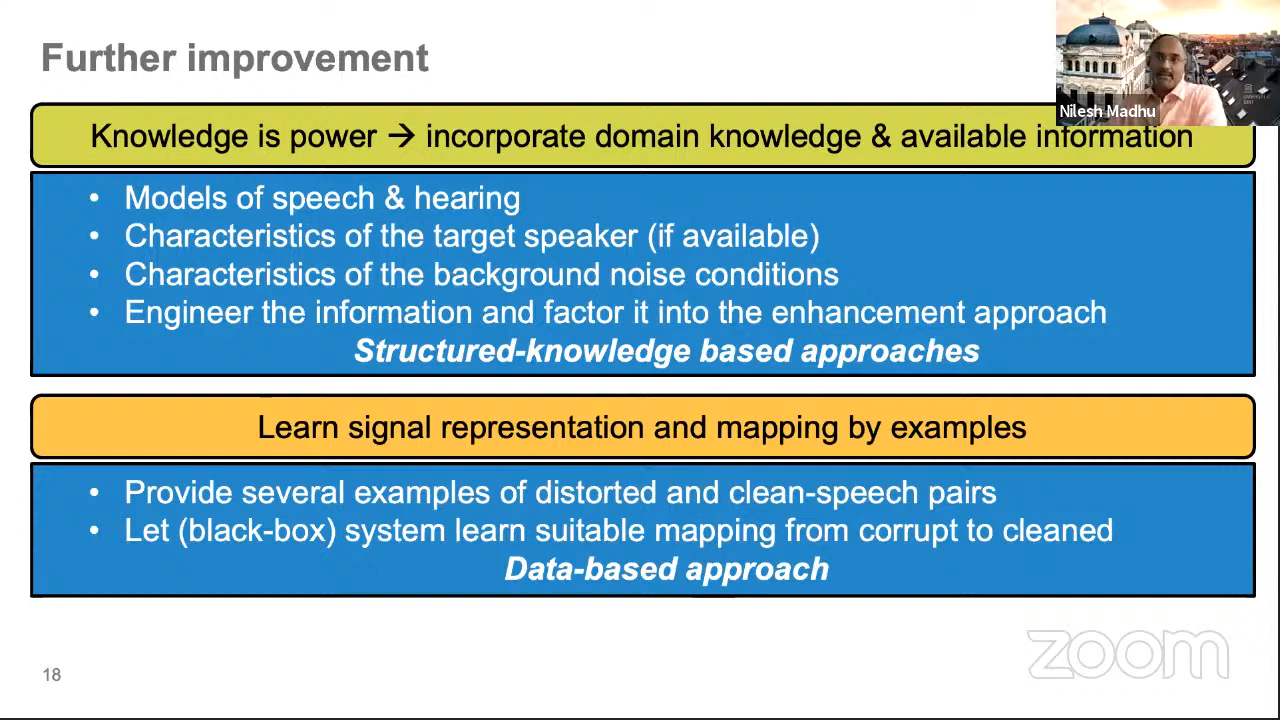 Further improvement
Nilesh Madhu
Knowledge is power → incorporate domain knowledge & available information
• Models of speech & hearing
• Characteristics of the target speaker (if available)
• Characteristics of the background noise conditions
• Engineer the information and factor it into the enhancement approach
Structured-knowledge based approaches
Learn signal representation and mapping by examples
• Provide several examples of distorted and clean-speech pairs
• Let (black-box) system learn suitable mapping from corrupt to cleaned
Data-based approach
zoom
18